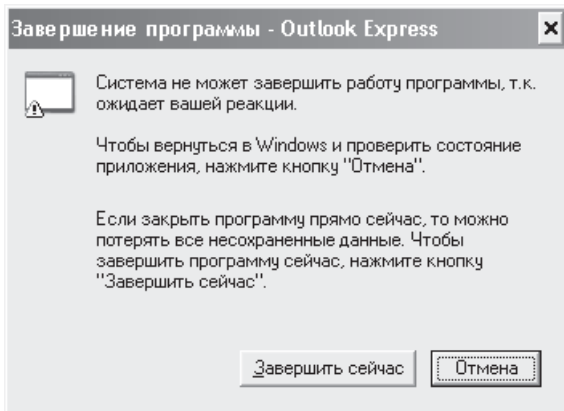 Завершение программы - Outlook Express
Система не может завершить работу программы, т.к.
ожидает вашей реакции.
Чтобы вернуться в Windows и проверить состояние
приложения, нажмите кнопку "Отмена".
Если закрыть программу прямо сейчас, то можно
потерять все несохраненные данные. Чтобы
завершить программу сейчас, нажмите кнопку
"Завершить сейчас".
Завершить сейчас Отмена